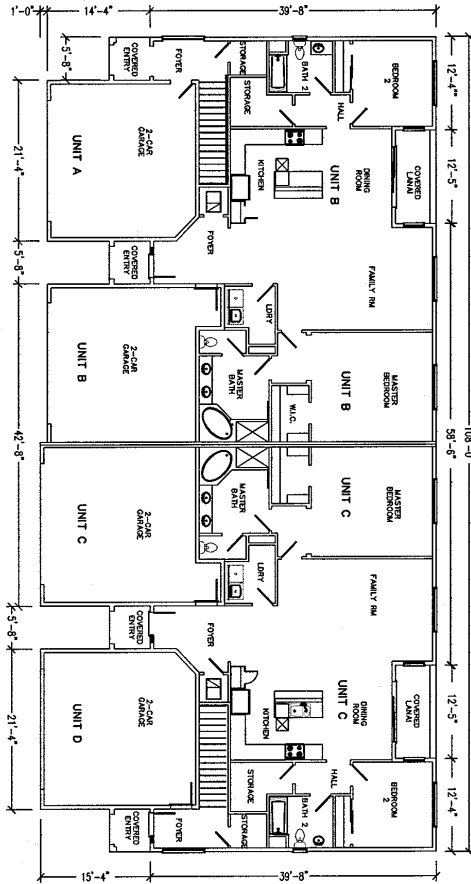 1'-0"
14'-4"
39'-8"
5'-8"
21'-4"
5'-8"
42'-8"
5'-8"
21'-4"
15'-4"
39'-8"
12'-4"
12'-5"
58'-6"
12'-5"
12'-4"
COVERED
ENTRY
FOYER
STORAGE
STORAGE
BATH 2
HALL
BEDROOM
2
2-CAR
GARAGE
UNIT A
KITCHEN
DINING
ROOM
UNIT B
COVERED
LANAI
FOYER
COVERED
ENTRY
FAMILY RM
LDRY
2-CAR
GARAGE
UNIT B
MASTER
BATH
W.I.C.
UNIT B
MASTER
BEDROOM
2-CAR
GARAGE
UNIT C
MASTER
BATH
UNIT C
MASTER
BEDROOM
LDRY
FAMILY RM
COVERED
ENTRY
FOYER
2-CAR
GARAGE
UNIT D
KITCHEN
DINING
ROOM
UNIT C
COVERED
LANAI
STORAGE
HALL
BATH 2
BEDROOM
2
STORAGE
FOYER
COVERED
ENTRY